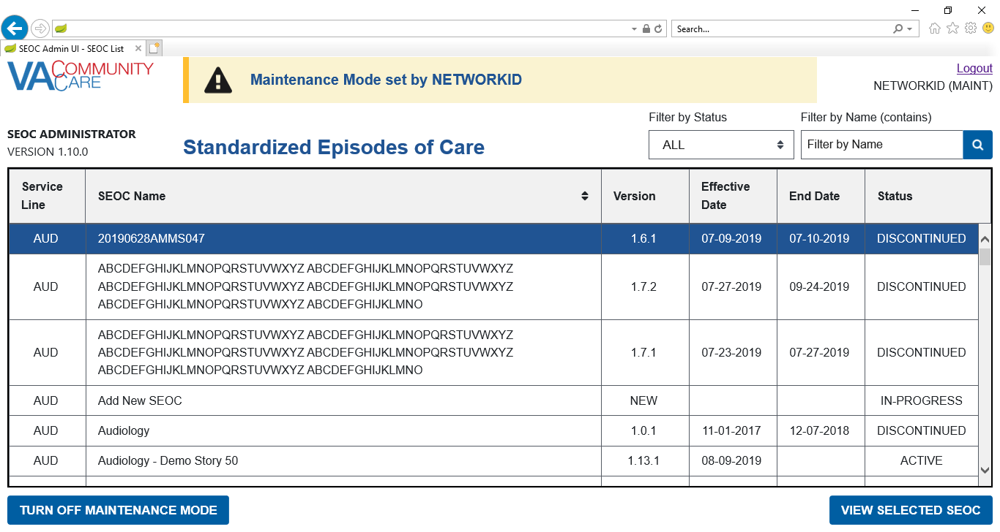 Search...
SEOC Admin UI - SEOC List
VA COMMUNITY CARE
Maintenance Mode set by NETWORKID
Logout
NETWORKID (MAINT)
SEOC ADMINISTRATOR
VERSION 1.10.0
Standardized Episodes of Care
Filter by Status
ALL
Filter by Name (contains)
Filter by Name
Service Line SEOC Name Version Effective Date End Date Status
AUD 20190628AMMS047 1.6.1 07-09-2019 07-10-2019 DISCONTINUED
ABCDEFGHIJKLMNOPQRSTUVWXYZ ABCDEFGHIJKLMNOPQRSTUVWXYZ
AUD ABCDEFGHIJKLMNOPQRSTUVWXYZ ABCDEFGHIJKLMNOPQRSTUVWXYZ 1.7.2 07-27-2019 09-24-2019 DISCONTINUED
ABCDEFGHIJKLMNOPQRSTUVWXYZ ABCDEFGHIJKLMNO
ABCDEFGHIJKLMNOPQRSTUVWXYZ ABCDEFGHIJKLMNOPQRSTUVWXYZ
AUD ABCDEFGHIJKLMNOPQRSTUVWXYZ ABCDEFGHIJKLMNOPQRSTUVWXYZ 1.7.1 07-23-2019 07-27-2019 DISCONTINUED
ABCDEFGHIJKLMNOPQRSTUVWXYZ ABCDEFGHIJKLMNO
AUD Add New SEOC NEW IN-PROGRESS
AUD Audiology 1.0.1 11-01-2017 12-07-2018 DISCONTINUED
AUD Audiology - Demo Story 50 1.13.1 08-09-2019 ACTIVE
TURN OFF MAINTENANCE MODE
VIEW SELECTED SEOC